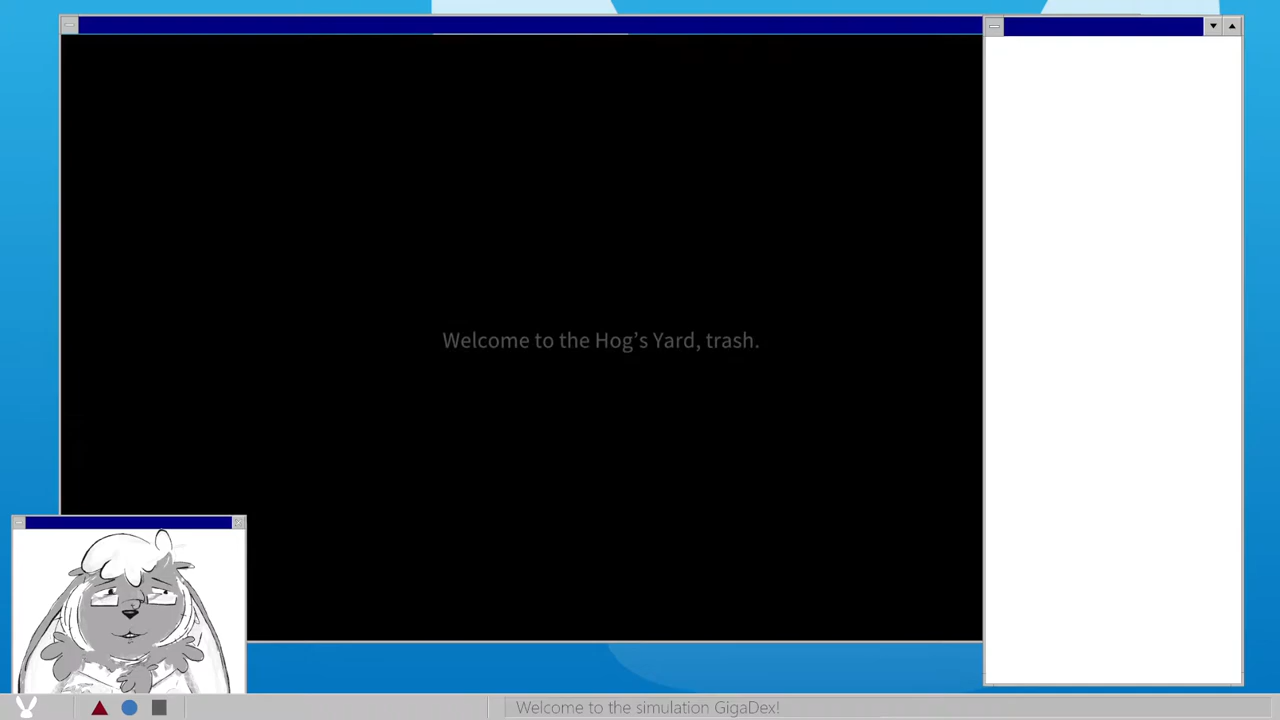 Welcome to the Hog’s Yard, trash.
Welcome to the simulation GigaDex!